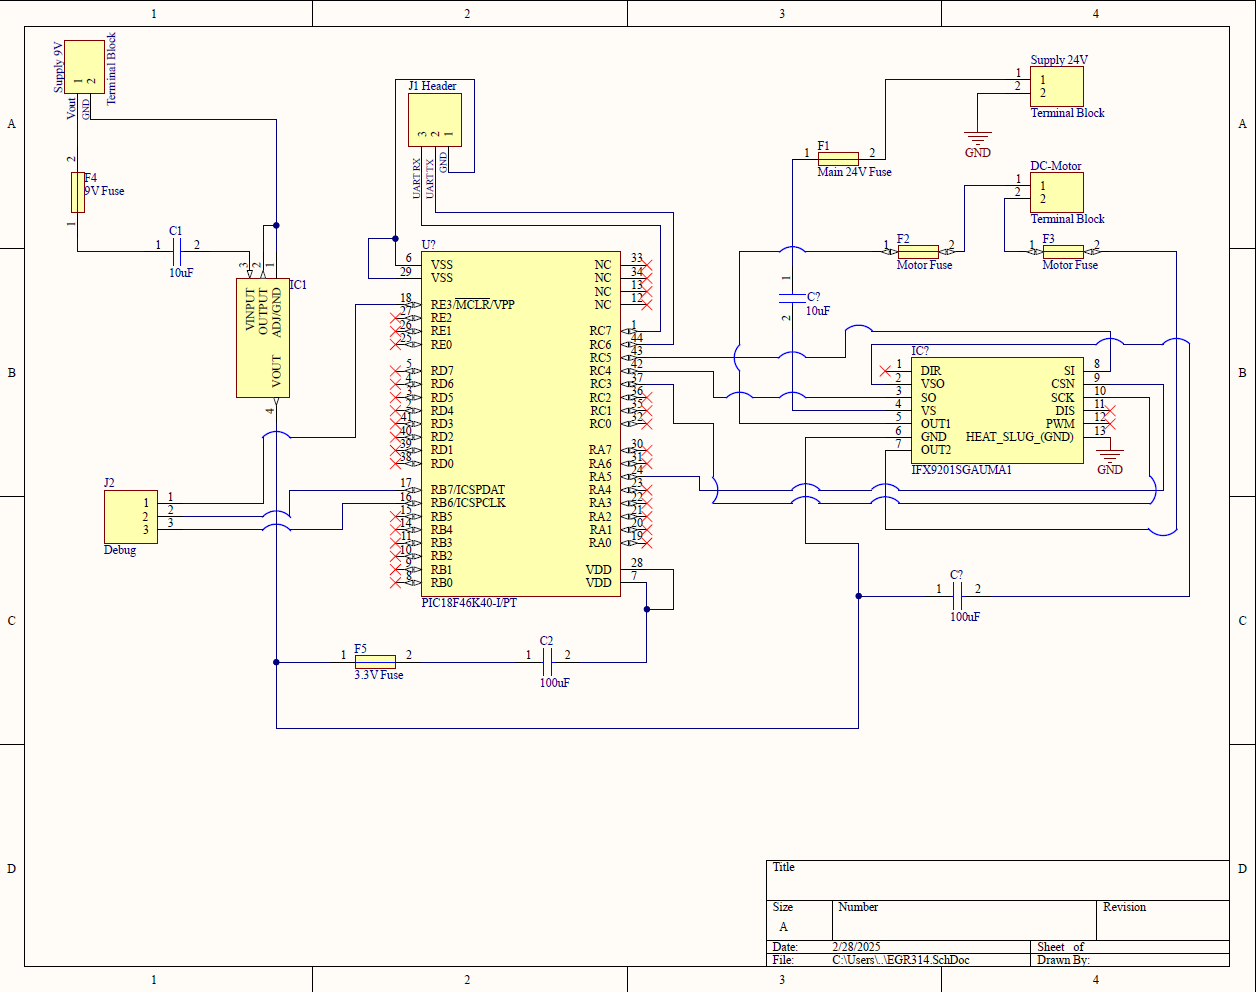 1 2 3 4
A B C D
Supply 9V
Terminal Block
1 2
Vout
GND
2
F4
9V Fuse
1
C1
1 2
10uF
3 2 1
IC1
VINPUT
OUTPUT
ADJ/GND
VOUT
4
J2
1 1
2 2
3 3
Debug
J1 Header
3 2 1
UART RX
UART TX
GND
U?
6 VSS
29 VSS
18 RE3/MCLR/VPP
27 RE2
26 RE1
25 RE0
5 RD7
4 RD6
3 RD5
2 RD4
41 RD3
40 RD2
39 RD1
38 RD0
17 RB7/ICSPDAT
16 RB6/ICSPCLK
15 RB5
14 RB4
11 RB3
10 RB2
9 RB1
8 RB0
NC 33
NC 34
NC 13
NC 12
RC7 1
RC6 44
RC5 43
RC4 42
RC3 37
RC2 36
RC1 35
RC0 32
RA7 30
RA6 31
RA5 24
RA4 23
RA3 22
RA2 21
RA1 20
RA0 19
VDD 28
VDD 7
PIC18F46K40-I/PT
F5
1 2
3.3V Fuse
C2
1 2
100uF
Supply 24V
1 1
2 2
Terminal Block
GND
F1
1 2
Main 24V Fuse
DC-Motor
1 1
2 2
Terminal Block
F2
1 2
Motor Fuse
F3
1 2
Motor Fuse
1
C?
10uF
2
IC?
1 DIR
2 VSO
3 SO
4 VS
5 OUT1
6 GND
7 OUT2
SI 8
CSN 9
SCK 10
DIS 11
PWM 12
HEAT_SLUG_(GND) 13
IFX9201SGAUMA1
GND
C?
1 2
100uF
Title
Size
A
Number
Revision
Date: 2/28/2025 Sheet of
File: C:\Users\..\EGR314.SchDoc Drawn By:
A B C D
1 2 3 4